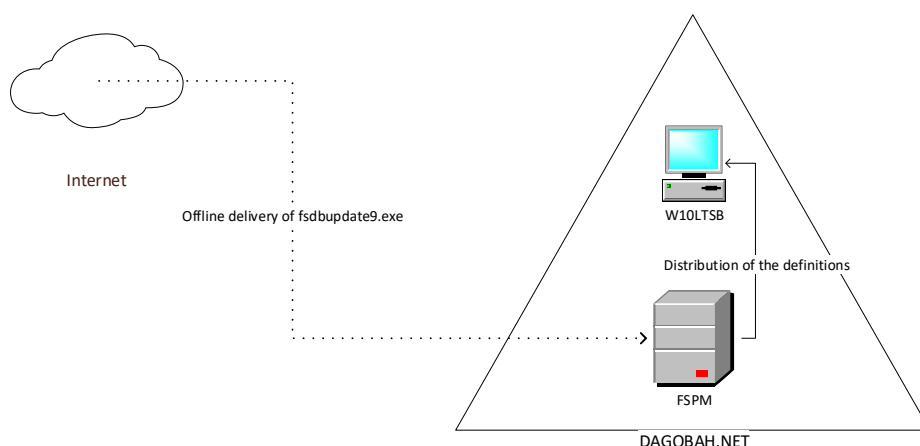 Internet
Offline delivery of fsdbupdate9.exe
W10LTSB
Distribution of the definitions
FSPM
DAGOBAH.NET